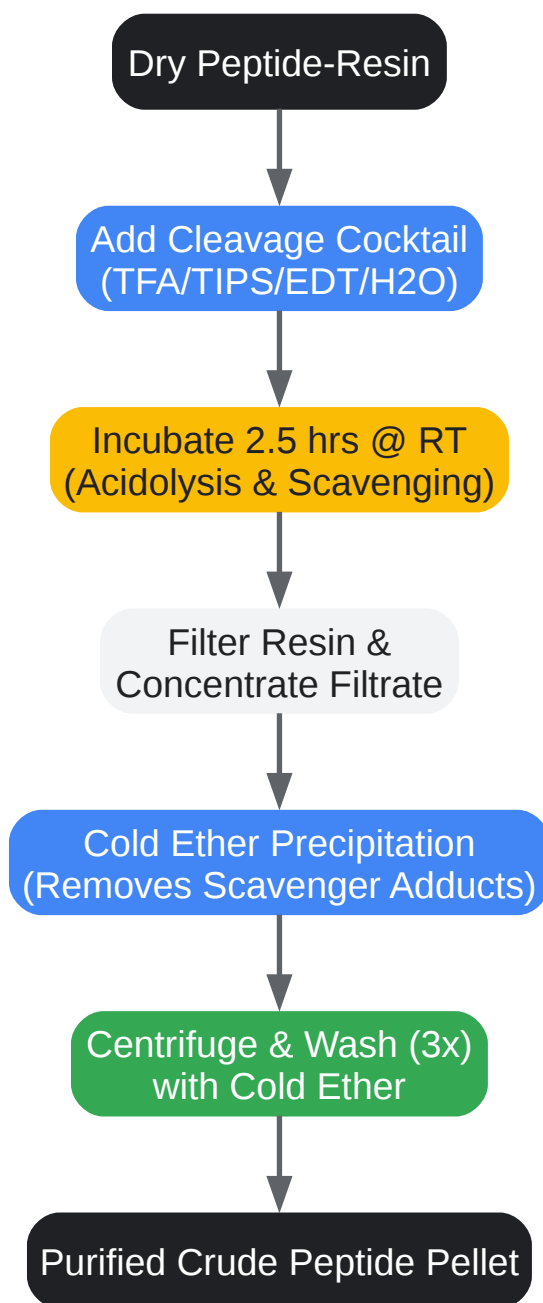 Dry Peptide-Resin
Add Cleavage Cocktail
(TFA/TIPS/EDT/H2O)
Incubate 2.5 hrs @ RT
(Acidolysis & Scavenging)
Filter Resin &
Concentrate Filtrate
Cold Ether Precipitation
(Removes Scavenger Adducts)
Centrifuge & Wash (3x)
with Cold Ether
Purified Crude Peptide Pellet